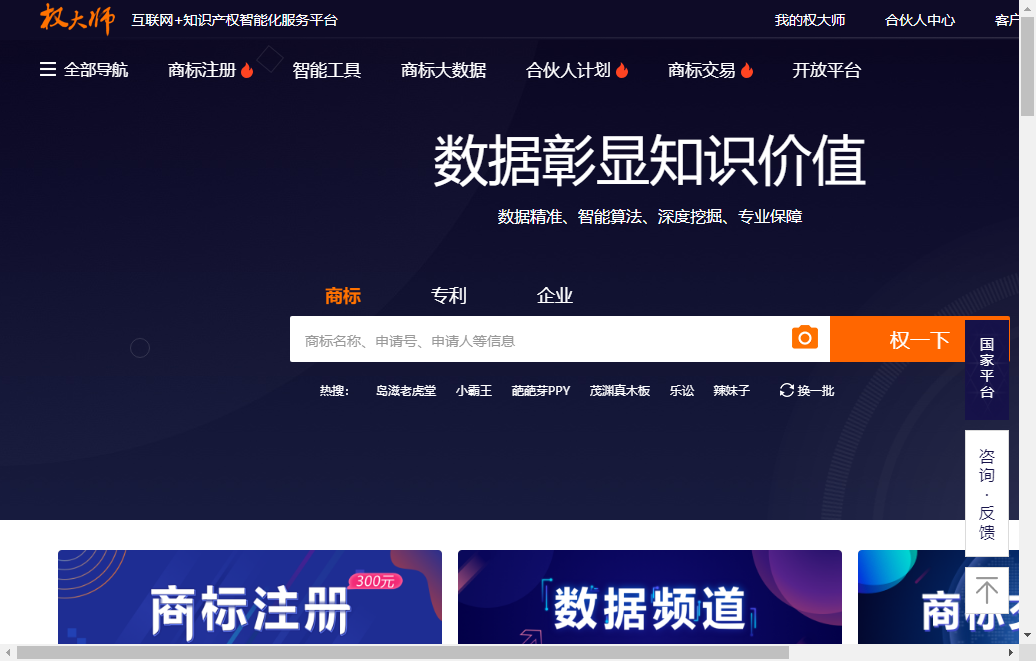 权大师 互联网+知识产权智能化服务平台 我的权大师 合伙人中心 客户
全部导航 商标注册 智能工具 商标大数据 合伙人计划 商标交易 开放平台
数据彰显知识价值
数据精准、智能算法、深度挖掘、专业保障
商标 专利 企业
商标名称、申请号、申请人等信息 权一下
热搜： 岛滋老虎堂 小霸王 葩葩芽PPY 茂渊真木板 乐讼 辣妹子 换一批
国家平台
咨询·反馈
商标注册 300元
数据频道
商标交